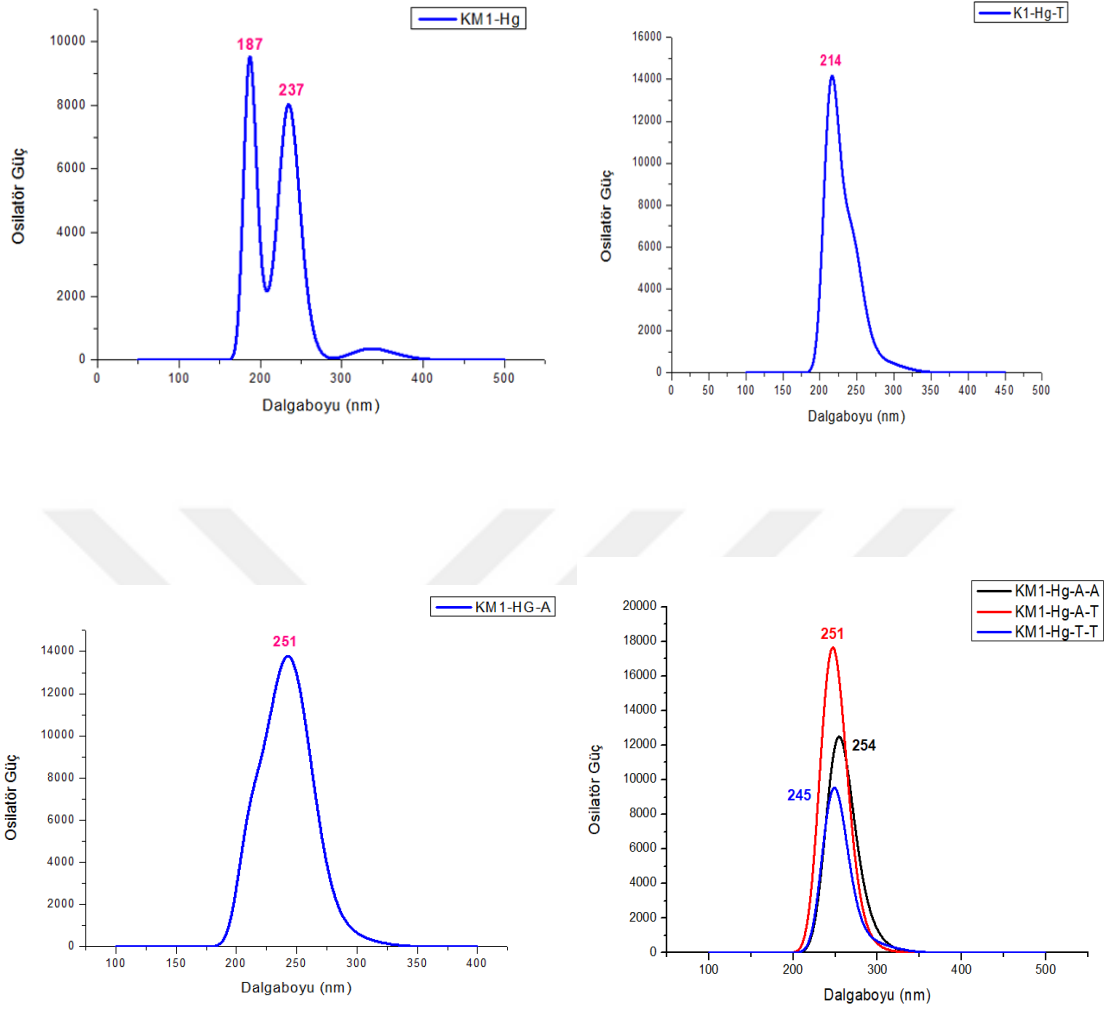 KM1-Hg
187
237
Osilatör Güç
10000
8000
6000
4000
2000
0
0 100 200 300 400 500
Dalgaboyu (nm)
K1-Hg-T
214
Osilatör Güç
16000
14000
12000
10000
8000
6000
4000
2000
0
0 50 100 150 200 250 300 350 400 450 500
Dalgaboyu (nm)
KM1-HG-A
251
Osilatör Güç
14000
12000
10000
8000
6000
4000
2000
0
100 150 200 250 300 350 400
Dalgaboyu (nm)
KM1-Hg-A-A
KM1-Hg-A-T
KM1-Hg-T-T
251
254
245
Osilatör Güç
20000
18000
16000
14000
12000
10000
8000
6000
4000
2000
0
100 200 300 400 500
Dalgaboyu (nm)